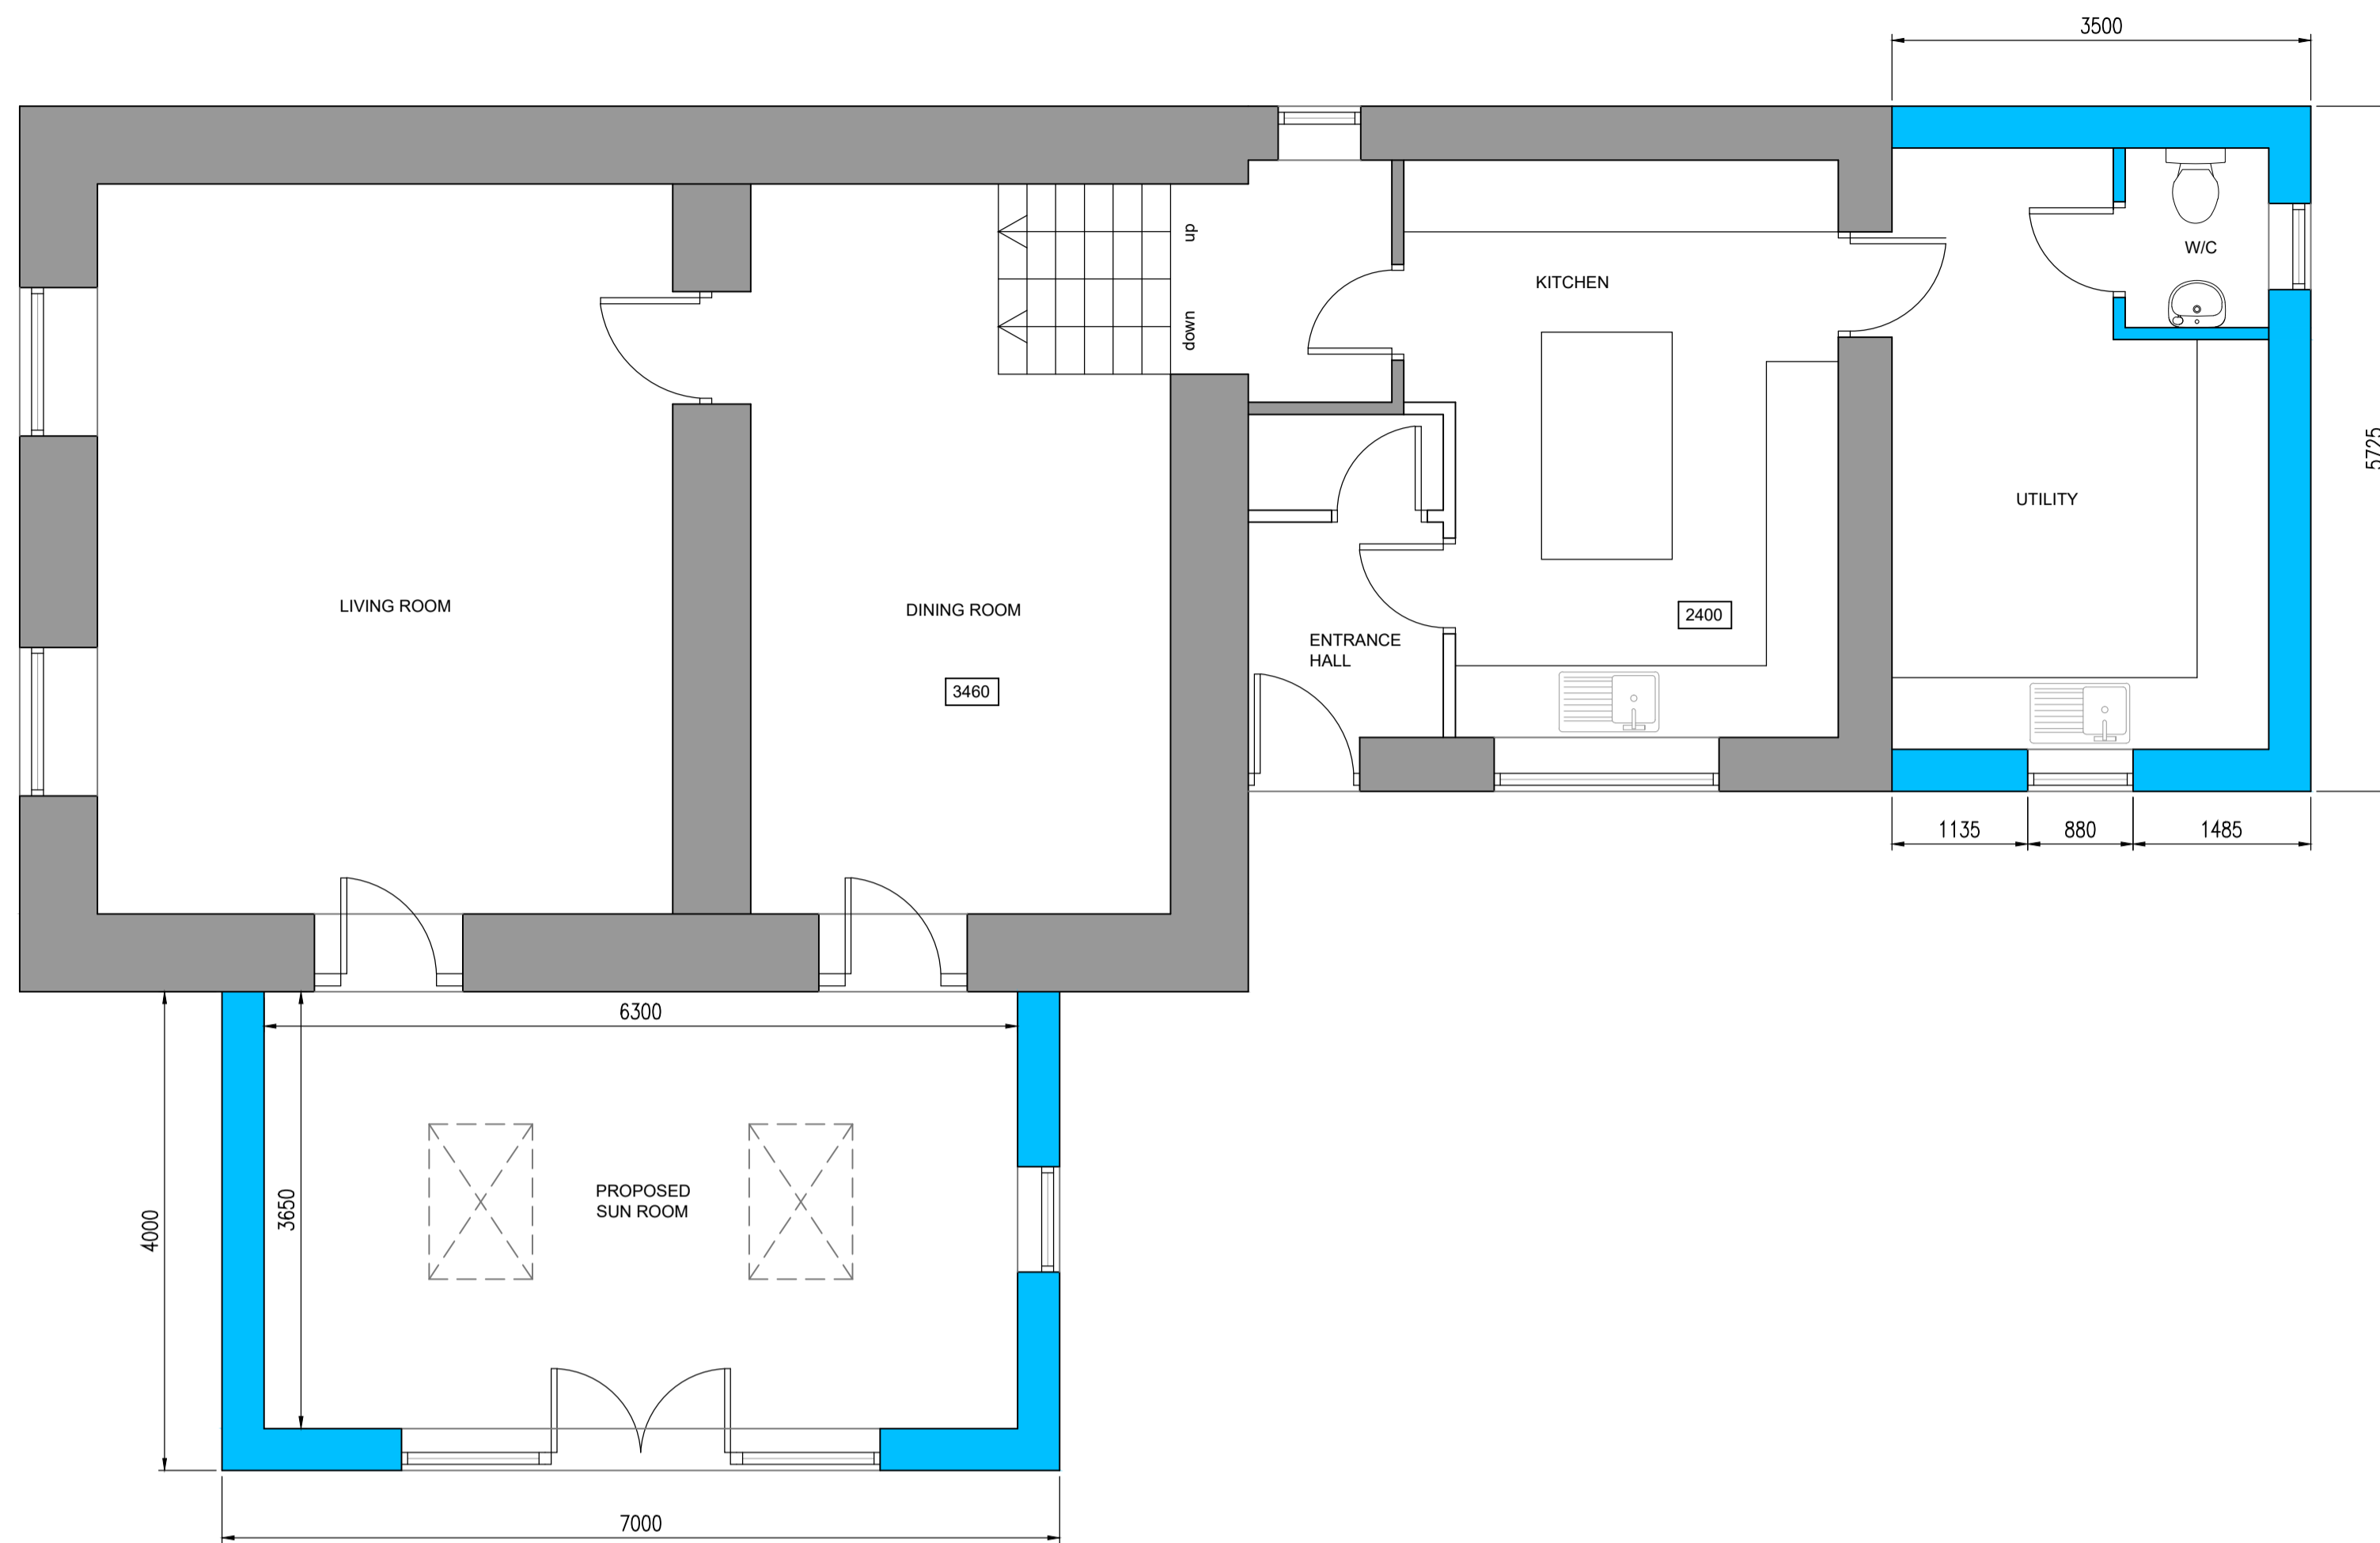 3500
up
W/C
KITCHEN
down
5725
UTILITY
LIVING ROOM
DINING ROOM
2400
ENTRANCE
HALL
3460
1135
880
1485
6300
PROPOSED
SUN ROOM
3650
4000
7000